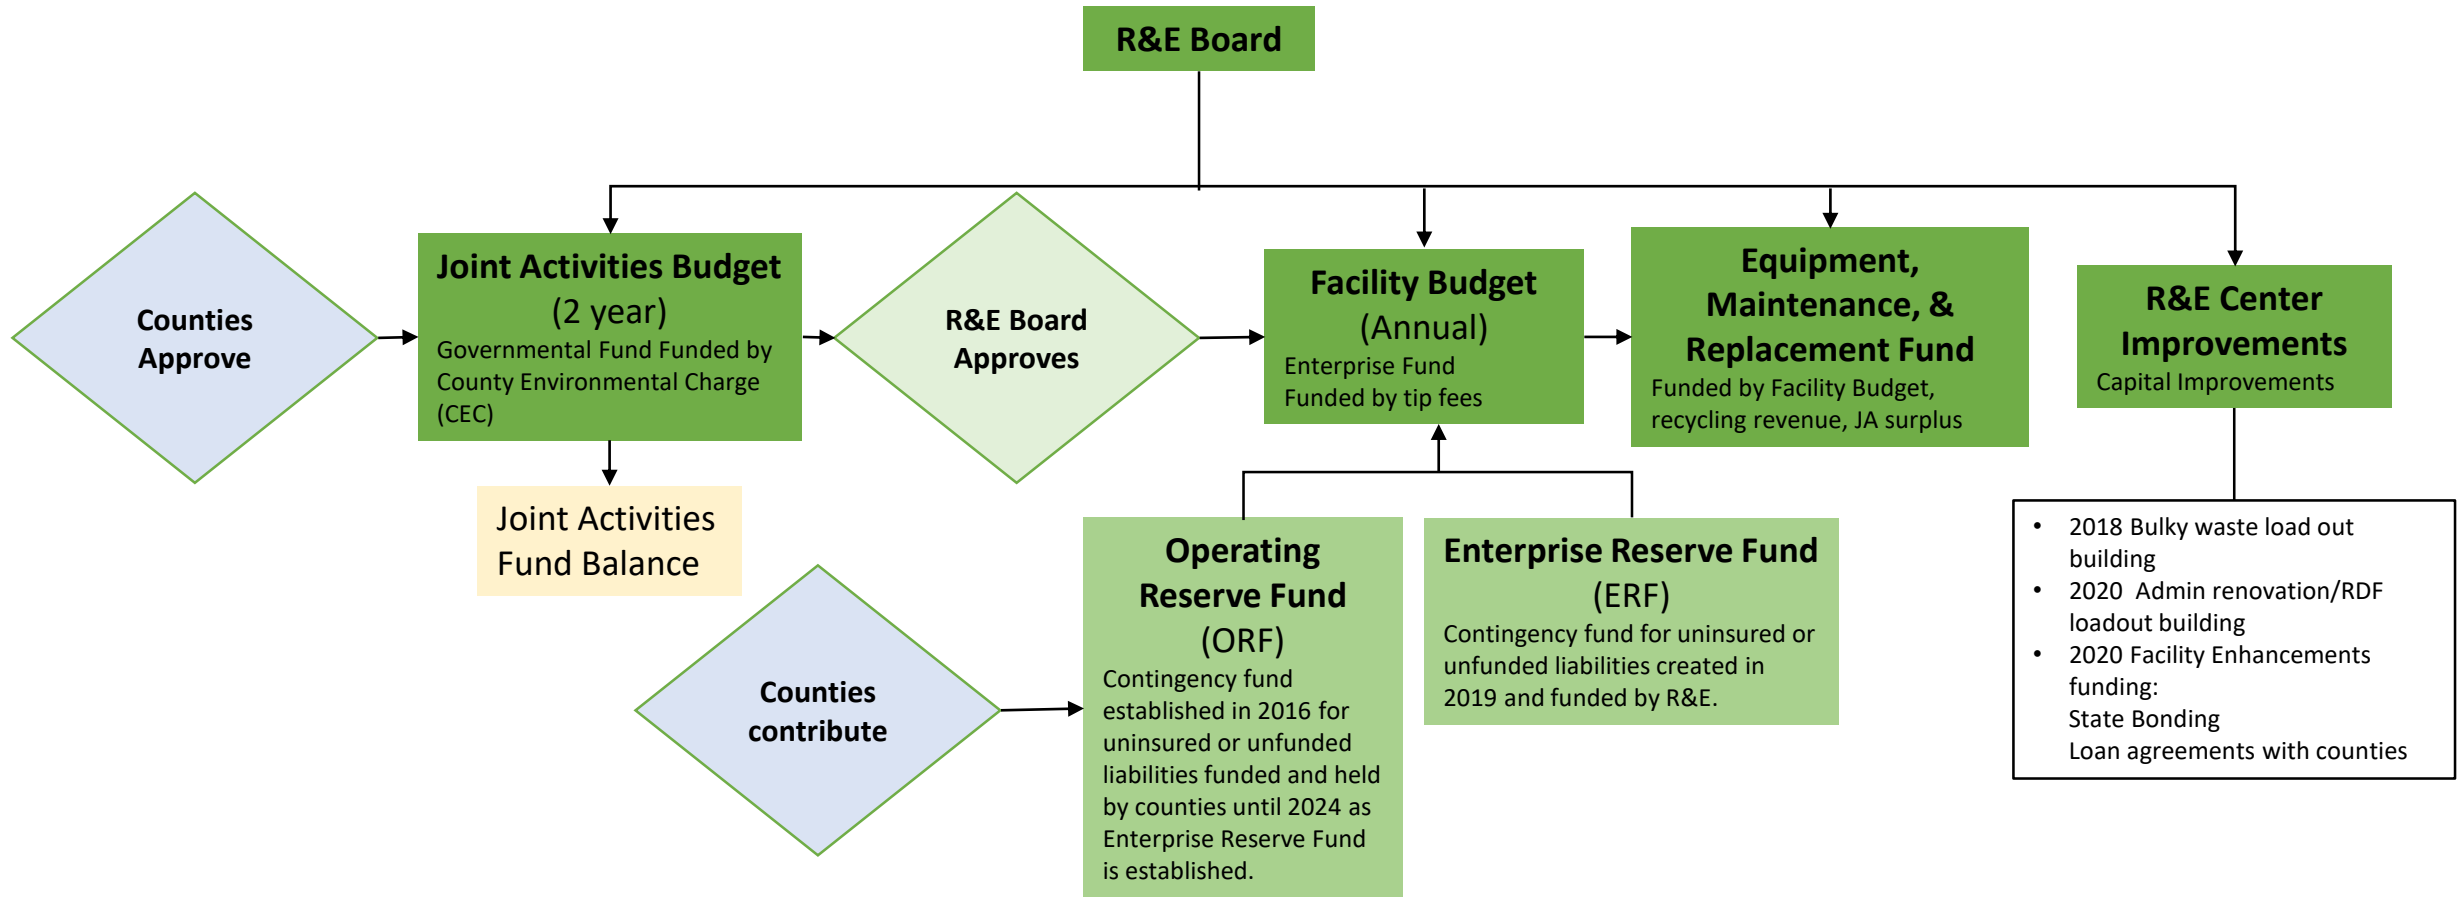 R&E Board
Counties
Approve
Joint Activities Budget
(2 year)
Governmental Fund Funded by
County Environmental Charge
(CEC)
R&E Board
Approves
Facility Budget
(Annual)
Enterprise Fund
Funded by tip fees
Equipment,
Maintenance, &
Replacement Fund
Funded by Facility Budget,
recycling revenue, JA surplus
R&E Center
Improvements
Capital Improvements
Joint Activities
Fund Balance
Counties
contribute
Operating
Reserve Fund
(ORF)
Contingency fund
established in 2016 for
uninsured or unfunded
liabilities funded and held
by counties until 2024 as
Enterprise Reserve Fund
is established.
Enterprise Reserve Fund
(ERF)
Contingency fund for uninsured or
unfunded liabilities created in
2019 and funded by R&E.
• 2018 Bulky waste load out
building
• 2020 Admin renovation/RDF
loadout building
• 2020 Facility Enhancements
funding:
State Bonding
Loan agreements with counties